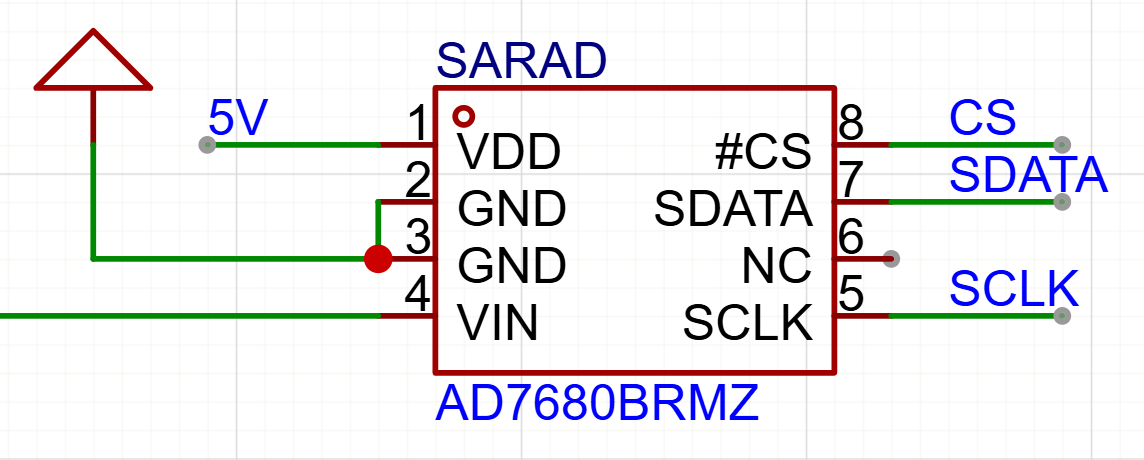 SARAD
5V
1
VDD
2
GND
3
GND
4
VIN
8
#CS
CS
7
SDATA
SDATA
6
NC
5
SCLK
SCLK
AD7680BRMZ